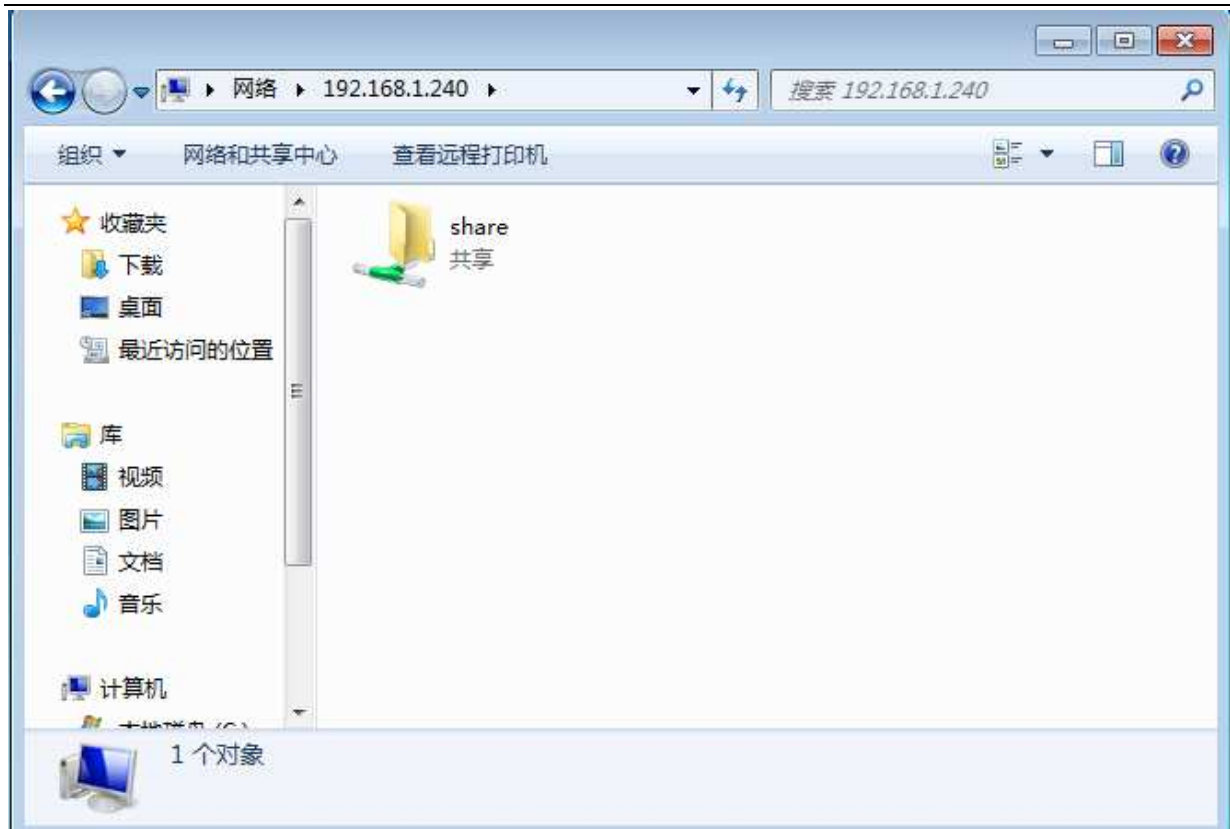 网络 192.168.1.240
搜索 192.168.1.240
组织 网络和共享中心 查看远程打印机
收藏夹
下载
桌面
最近访问的位置
库
视频
图片
文档
音乐
计算机
share
共享
1 个对象